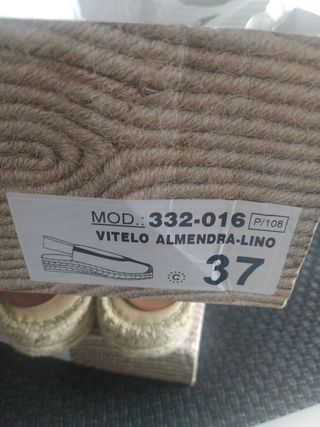 MOD.: 332-016 P/108
VITELO ALMENDRA-LINO
C 37